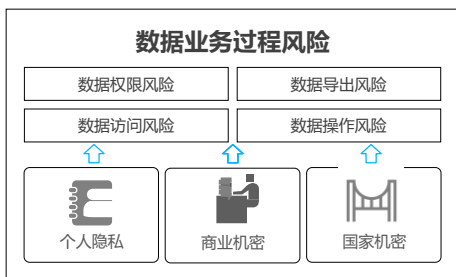 数据业务过程风险
数据权限风险 数据导出风险
数据访问风险 数据操作风险
个人隐私 商业机密 国家机密